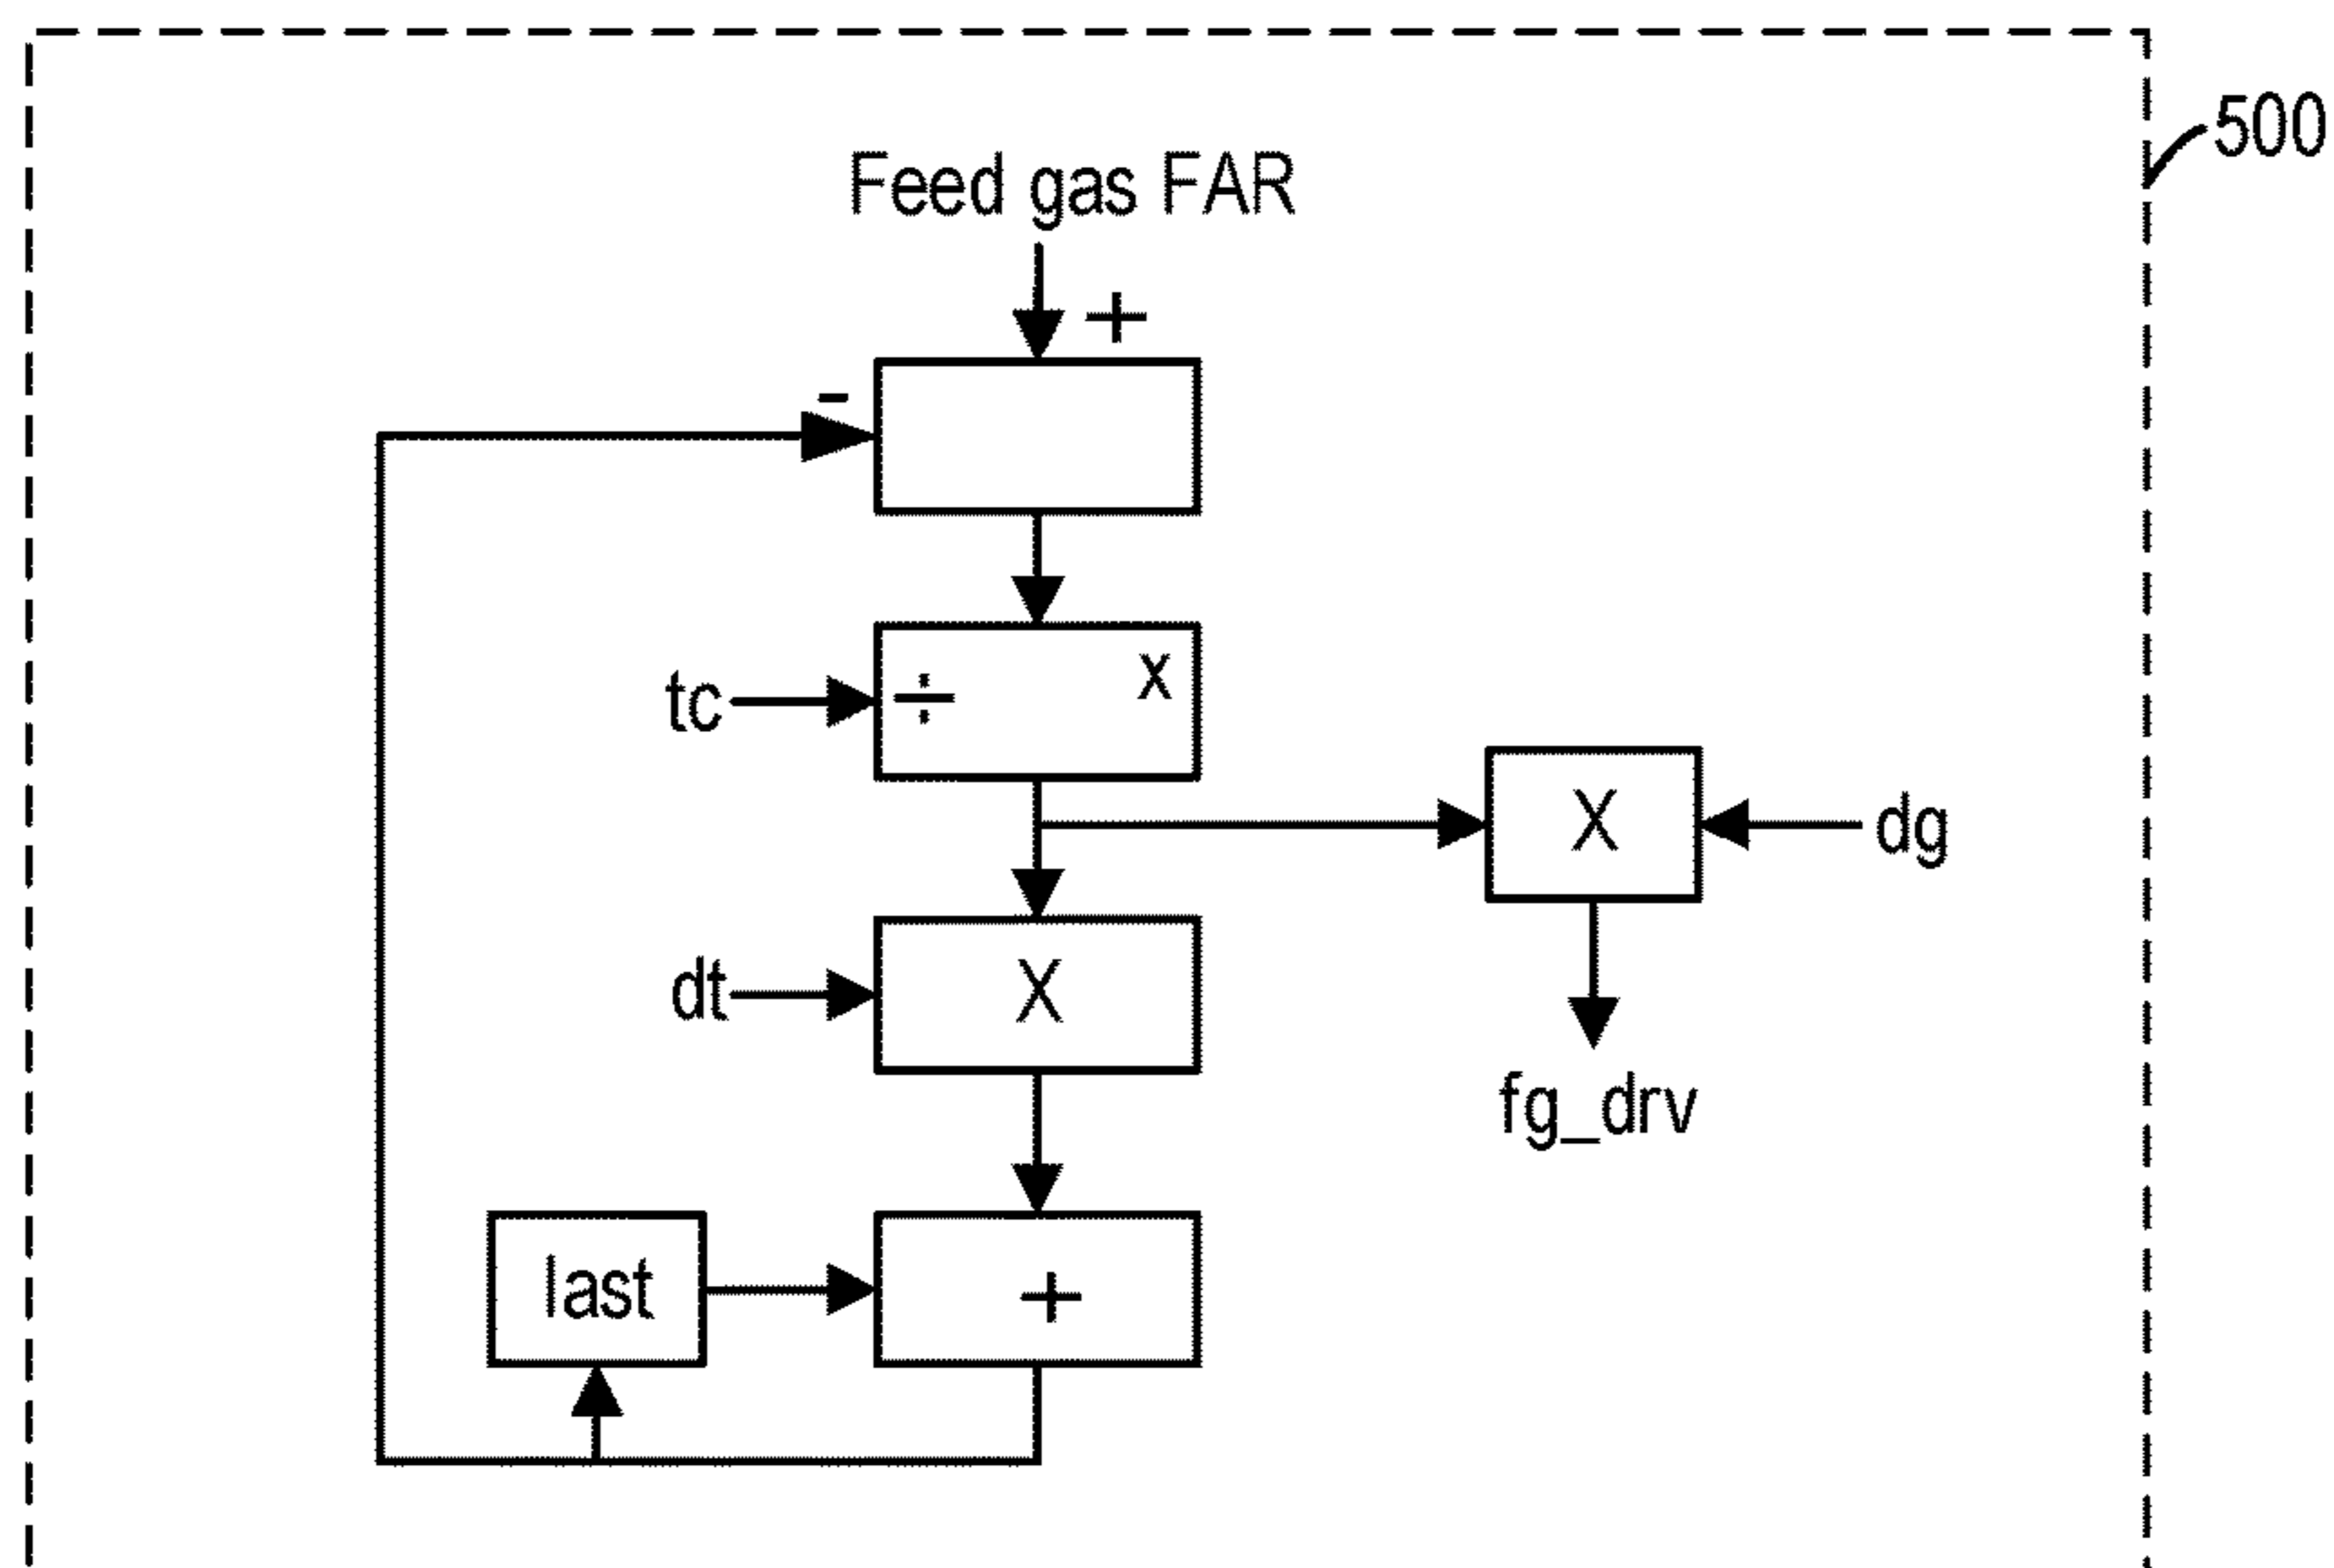 500
Feed gas FAR
+
-
÷ x
tc
X
dg
dt
X
fg_drv
last
+